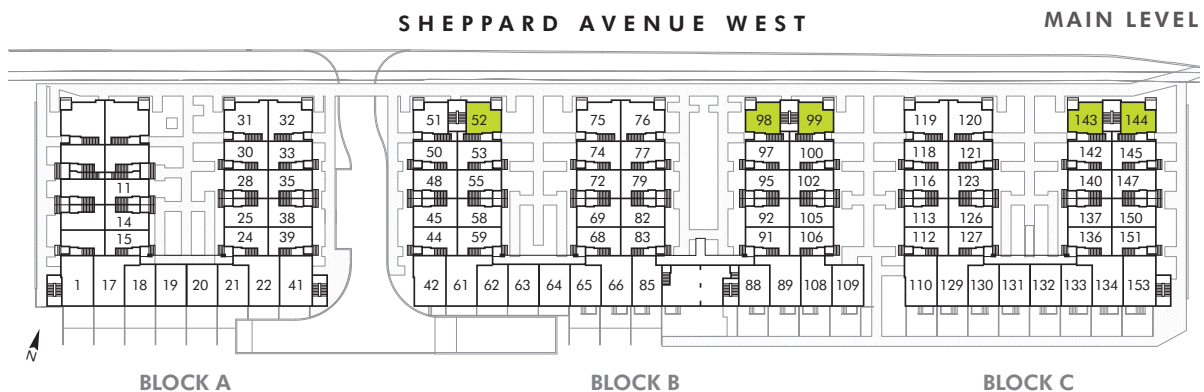 SHEPPARD AVENUE WEST
MAIN LEVEL
31 32 51 52 75 76 98 99 119 120 143 144
30 33 50 53 74 77 97 100 118 121 142 145
11 28 35 48 55 72 79 95 102 116 123 140 147
14 25 38 45 58 69 82 92 105 113 126 137 150
15 24 39 44 59 68 83 91 106 112 127 136 151
1 17 18 19 20 21 22 41 42 61 62 63 64 65 66 85 88 89 108 109 110 129 130 131 132 133 134 153
N
BLOCK A
BLOCK B
BLOCK C